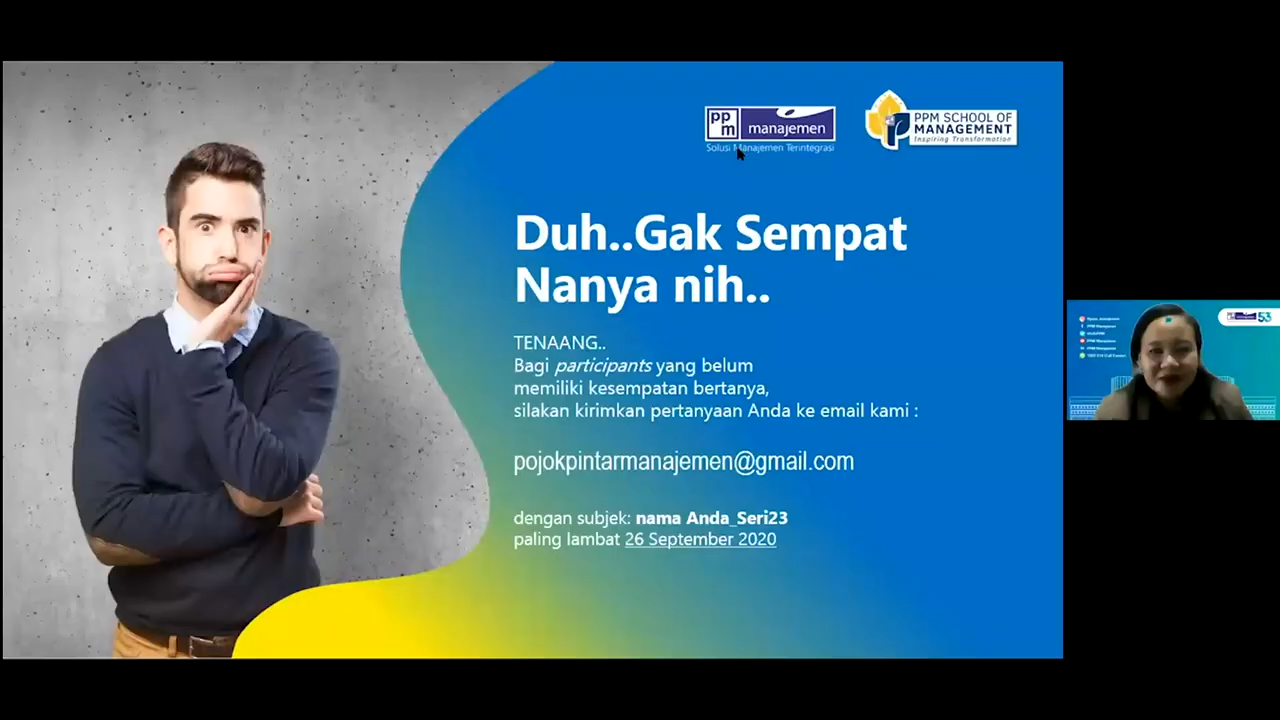 ppm manajemen
Solusi Manajemen Terintegrasi
PPM SCHOOL OF
MANAGEMENT
Inspiring Transformation
Duh..Gak Sempat
Nanya nih..
TENAANG..
Bagi participants yang belum
memiliki kesempatan bertanya,
silakan kirimkan pertanyaan Anda ke email kami :
pojokpintarmanajemen@gmail.com
dengan subjek: nama Anda_Seri23
paling lambat 26 September 2020
53